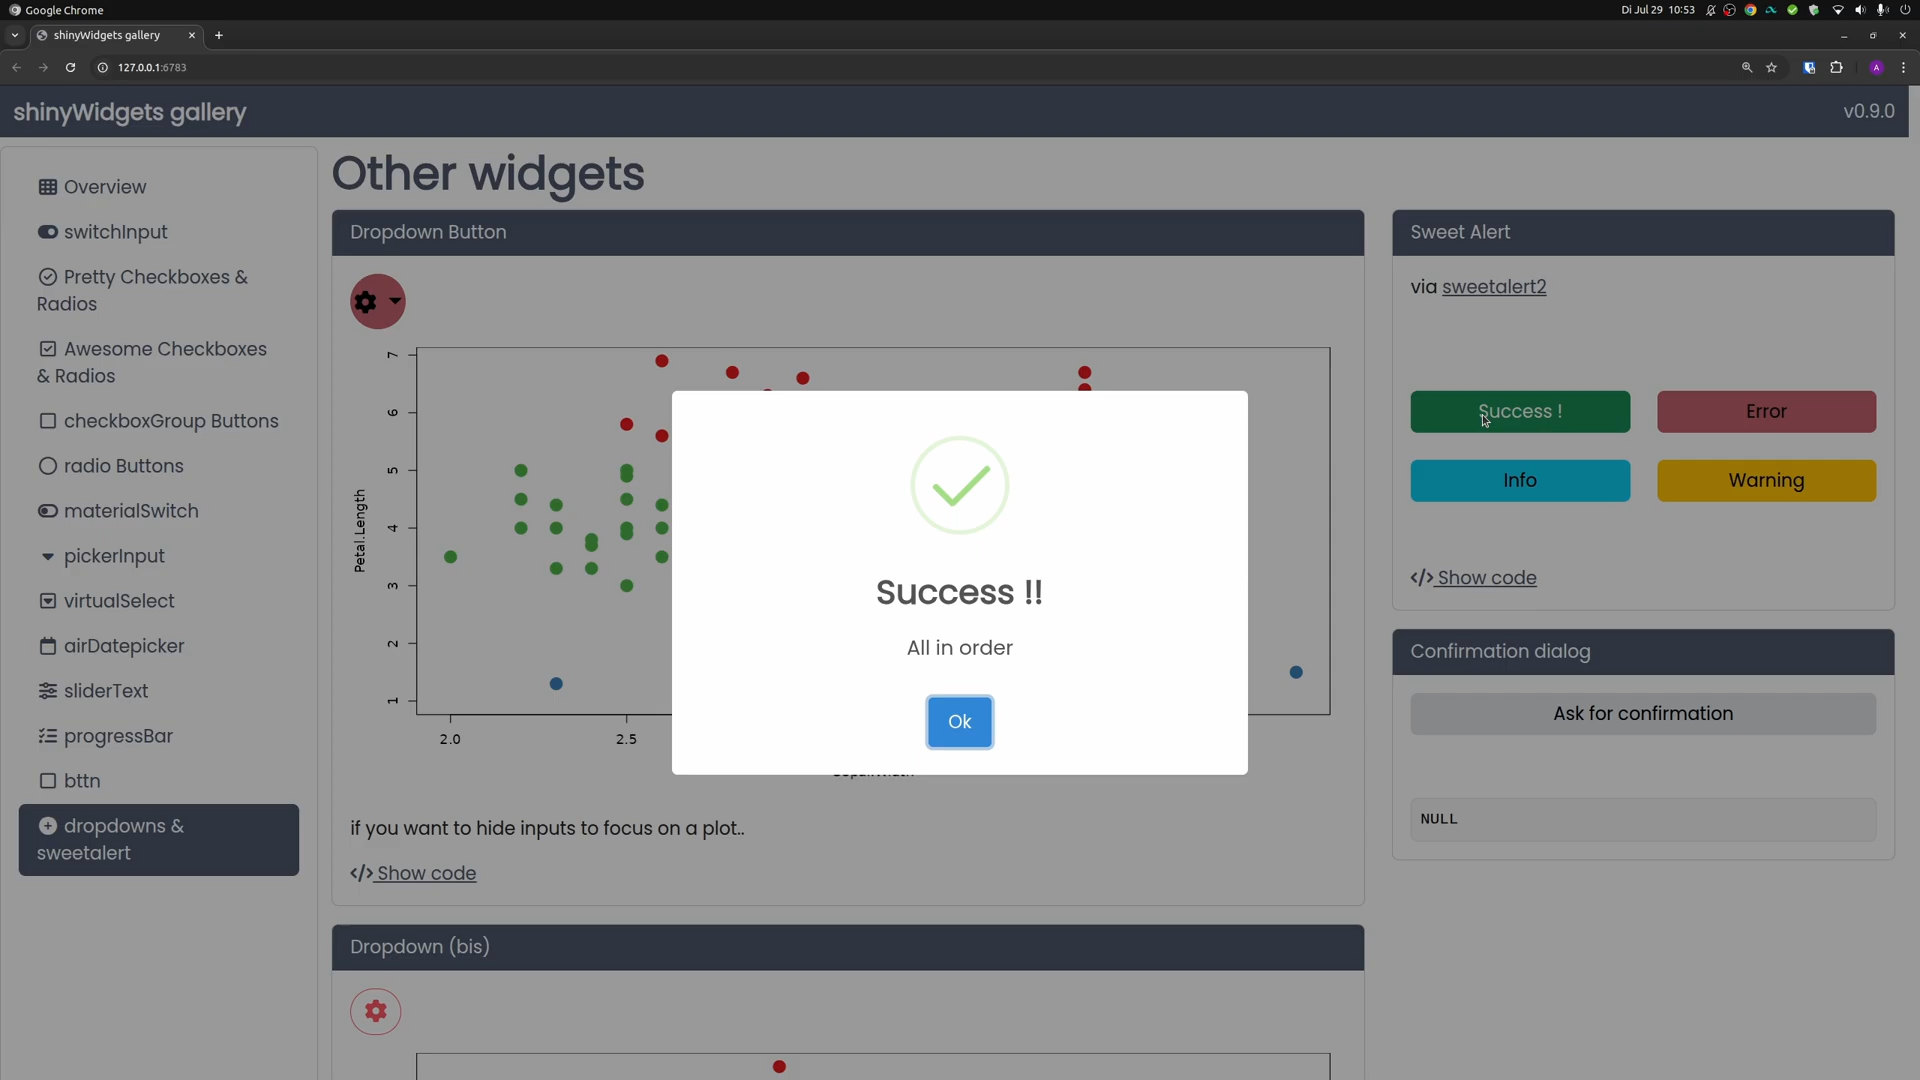 Google Chrome
Di Jul 29 10:53
shinyWidgets gallery
127.0.0.1:6783
A
shinyWidgets gallery
v0.9.0
Overview
switchInput
Pretty Checkboxes &
Radios
Awesome Checkboxes
& Radios
checkboxGroup Buttons
radio Buttons
materialSwitch
pickerInput
virtualSelect
airDatepicker
sliderText
progressBar
bttn
dropdowns &
sweetalert
Other widgets
Dropdown Button
Petal.Length
7
6
5
4
3
2
1
2.0
2.5
if you want to hide inputs to focus on a plot..
</> Show code
Dropdown (bis)
Success !!
All in order
Ok
Sweet Alert
via sweetalert2
Success !
Error
Info
Warning
</> Show code
Confirmation dialog
Ask for confirmation
NULL